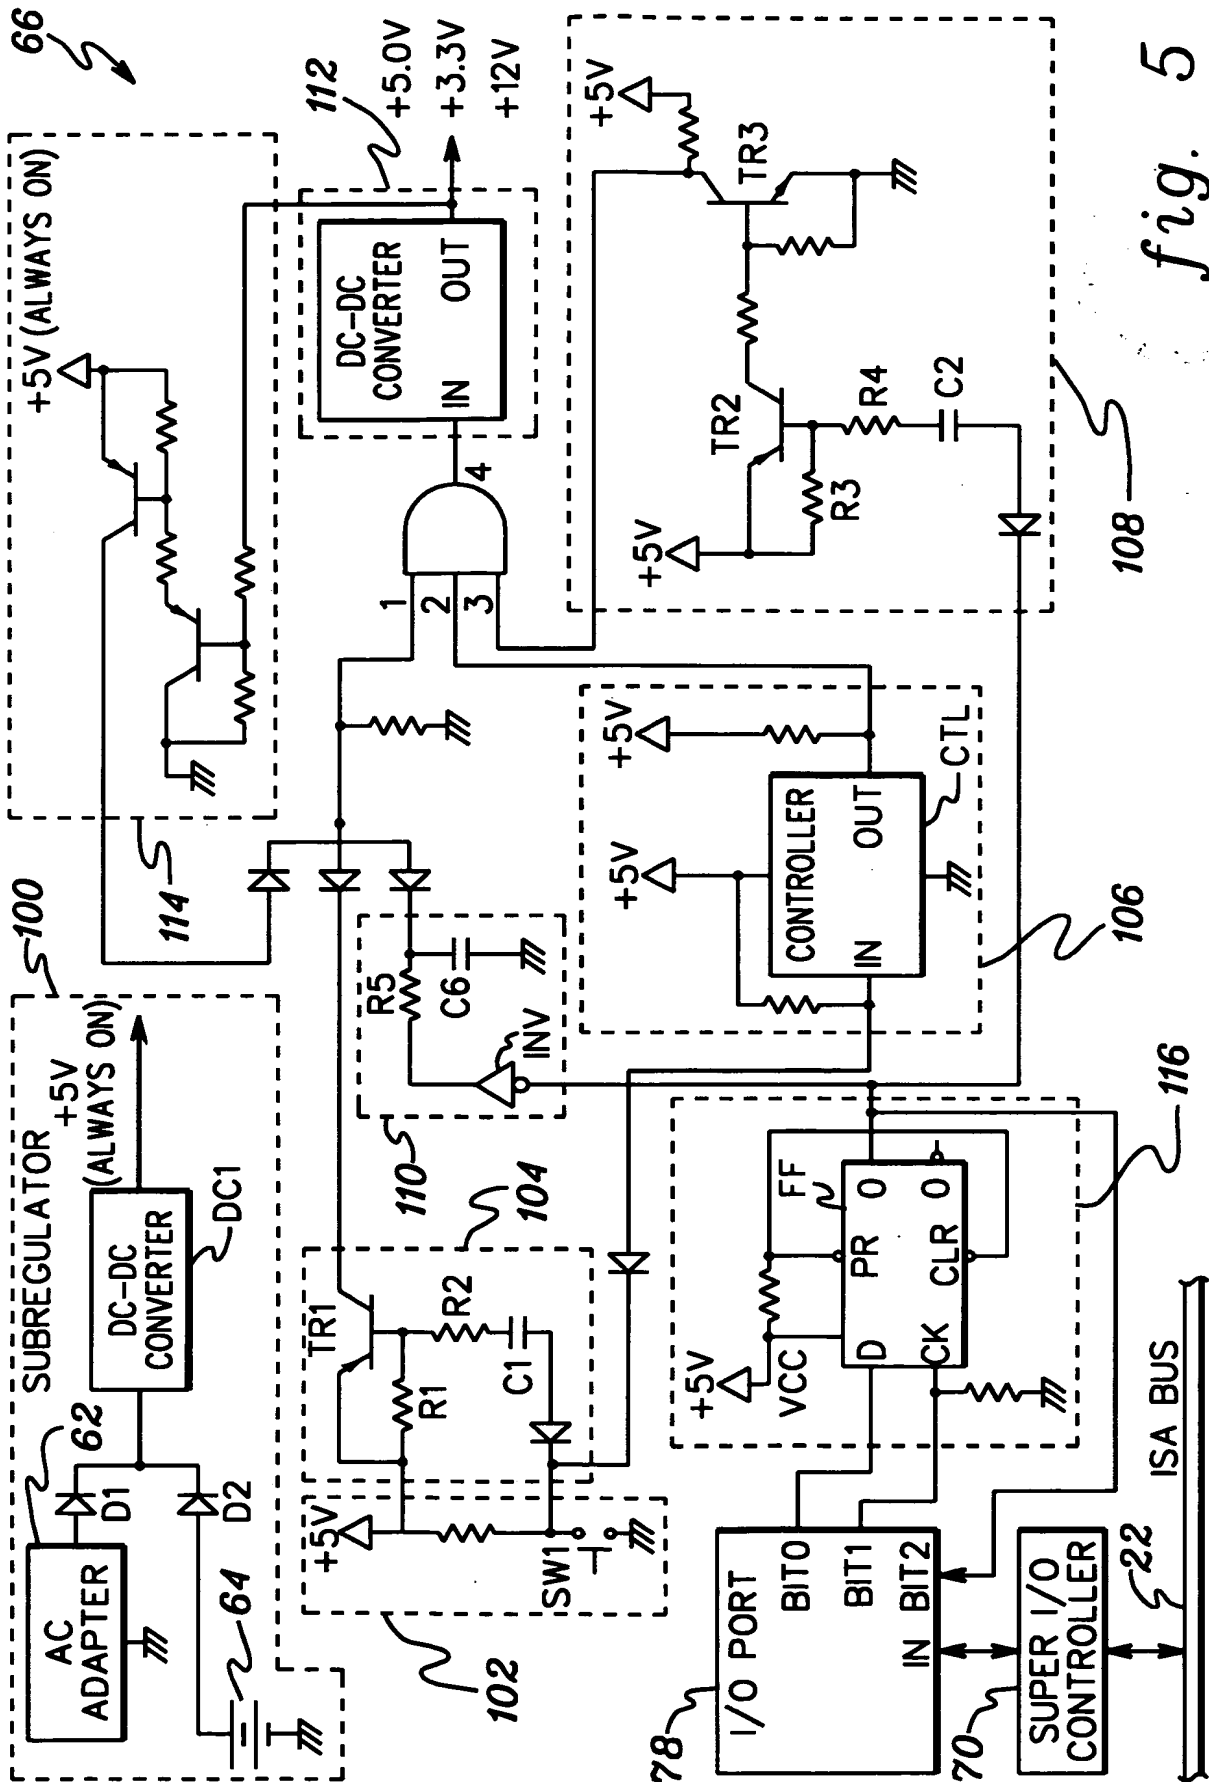 66
100
SUBREGULATOR
62
AC
ADAPTER
D1
D2
64
DC-DC
CONVERTER
DC1
+5V
(ALWAYS ON)
114
+5V (ALWAYS ON)
112
DC-DC
CONVERTER
IN
OUT
+5.0V
+3.3V
+12V
1
2
3
4
102
+5V
SW1
104
TR1
R1
R2
C1
110
R5
C6
INV
106
+5V
+5V
CONTROLLER
IN
OUT
CTL
108
+5V
TR2
R3
R4
C2
+5V
TR3
78
I/O PORT
BIT0
BIT1
BIT2
IN
116
+5V
VCC
FF
D
PR
O
CK
CLR
O
70
SUPER I/O
CONTROLLER
22
ISA BUS
fig. 5